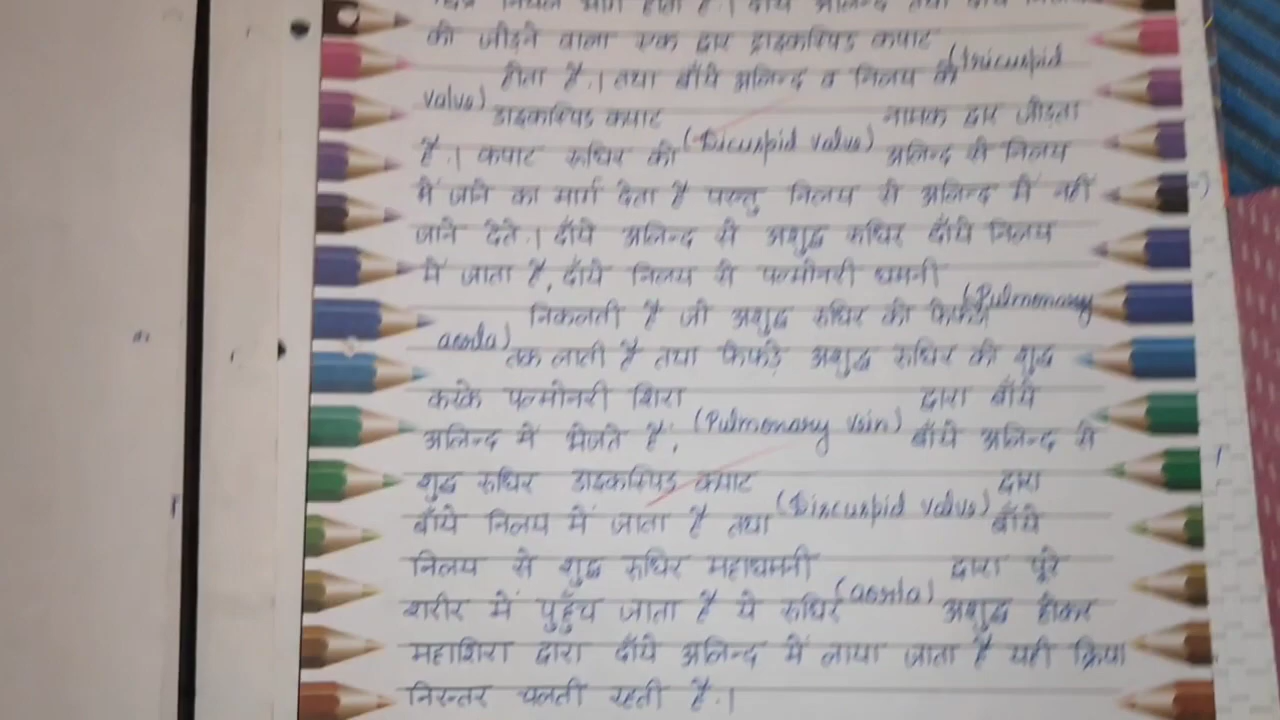 की जोड़ने वाला एक द्वार ट्राइकस्पिड कपाट
होता है.। तथा बाँये अलिन्द व निलय के (tricuspid
valve) डाइकस्पिड कपाट नामक द्वार जोड़ता
है.। कपाट रूधिर की (Dicuspid valve) अलिन्द से निलय
में जाने का मार्ग देता है परन्तु निलय से अलिन्द में नहीं
जाने देते.। दाँये अलिन्द से अशुद्ध रूधिर दाँये निलय
में जाता है, दाँये निलय से पल्मोनरी धमनी
निकलती है जो अशुद्ध रूधिर की फेफड़े (Pulmonary
aorta) तक लाती है तथा फेफड़े अशुद्ध रूधिर की शुद्ध
करके पल्मोनरी शिरा द्वारा बाँये
अलिन्द में भेजते हैं, (Pulmonary vein) बाँये अलिन्द से
शुद्ध रूधिर डाइकस्पिड कपाट द्वारा
बाँये निलय में जाता है तथा (Discuspid valve) बाँये
निलय से शुद्ध रूधिर महाधमनी द्वारा पूरे
शरीर में पुहुँच जाता है ये रूधिर (aorta) अशुद्ध होकर
महाशिरा द्वारा दाँये अलिन्द में लाया जाता है यही क्रिया
निरन्तर चलती रहती है.।